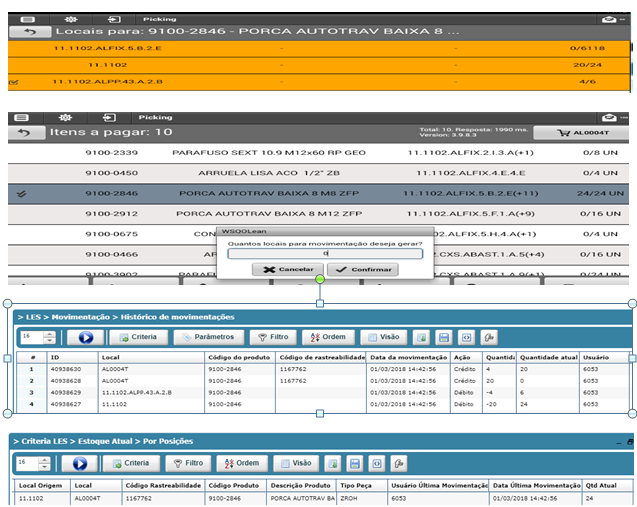 Picking
Locais para: 9100-2846 - PORCA AUTOTRAV BAIXA 8 ...
11.1102.ALFIX.5.B.2.E - - 0/6118
11.1102 - - 20/24
11.1102.ALPP.43.A.2.B - - 4/6
Picking
Itens a pagar: 10 Total: 10. Resposta: 1990 ms. Version: 3.9.8.3 AL0004T
9100-2339 PARAFUSO SEXT 10.9 M12x60 RP GEO 11.1102.ALFIX.2.I.3.A(+1) 0/8 UN
9100-0450 ARRUELA LISA ACO 1/2" ZB 11.1102.ALFIX.4.E.4.E 0/4 UN
9100-2846 PORCA AUTOTRAV BAIXA 8 M8 ZFP 11.1102.ALFIX.5.B.2.E(+11) 24/24 UN
9100-2912 PORCA AUTOTRAV BAIXA 8 M12 ZFP 11.1102.ALFIX.5.F.1.A(+9) 0/16 UN
9100-0675 CON 02.ALFIX.5.H.4.A(+1) 0/4 UN
9100-0466 AF .CXS.ABAST.1.A.5(+4) 0/16 UN
9100-3902 PARAF .CXS.ABAST.1.A.9(+1) 0/24 UN
WSQOLean
Quantos locais para movimentação deseja gerar?
0
Cancelar Confirmar
> LES > Movimentação > Histórico de movimentações
16 Criteria Parâmetros Filtro Ordem Visão
# ID Local Código do produto Código de rastreabilidade Data da movimentação Ação Quantida Quantidade atual Usuário
1 40938630 AL0004T 9100-2846 1167762 01/03/2018 14:42:56 Crédito 4 20 6053
2 40938628 AL0004T 9100-2846 1167762 01/03/2018 14:42:56 Crédito 20 0 6053
3 40938629 11.1102.ALPP.43.A.2.B 9100-2846 01/03/2018 14:42:56 Débito -4 6 6053
4 40938627 11.1102 9100-2846 01/03/2018 14:42:56 Débito -20 24 6053
> Criteria LES > Estoque Atual > Por Posições
16 Criteria Filtro Ordem Visão
Local Origem Local Código Rastreabilidade Código Produto Descrição Produto Tipo Peça Usuário Última Movimentação Data Última Movimentação Qtd Atual
11.1102 AL0004T 1167762 9100-2846 PORCA AUTOTRAV BA ZROH 6053 01/03/2018 14:42:56 24